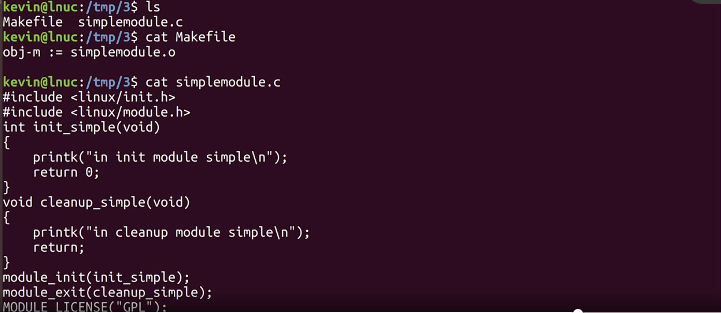 kevin@lnuc:/tmp/3$ ls
Makefile  simplemodule.c
kevin@lnuc:/tmp/3$ cat Makefile
obj-m := simplemodule.o
kevin@lnuc:/tmp/3$ cat simplemodule.c
#include <linux/init.h>
#include <linux/module.h>
int init_simple(void)
{
    printk("in init module simple\n");
    return 0;
}
void cleanup_simple(void)
{
    printk("in cleanup module simple\n");
    return;
}
module_init(init_simple);
module_exit(cleanup_simple);
MODULE_LICENSE("GPL");